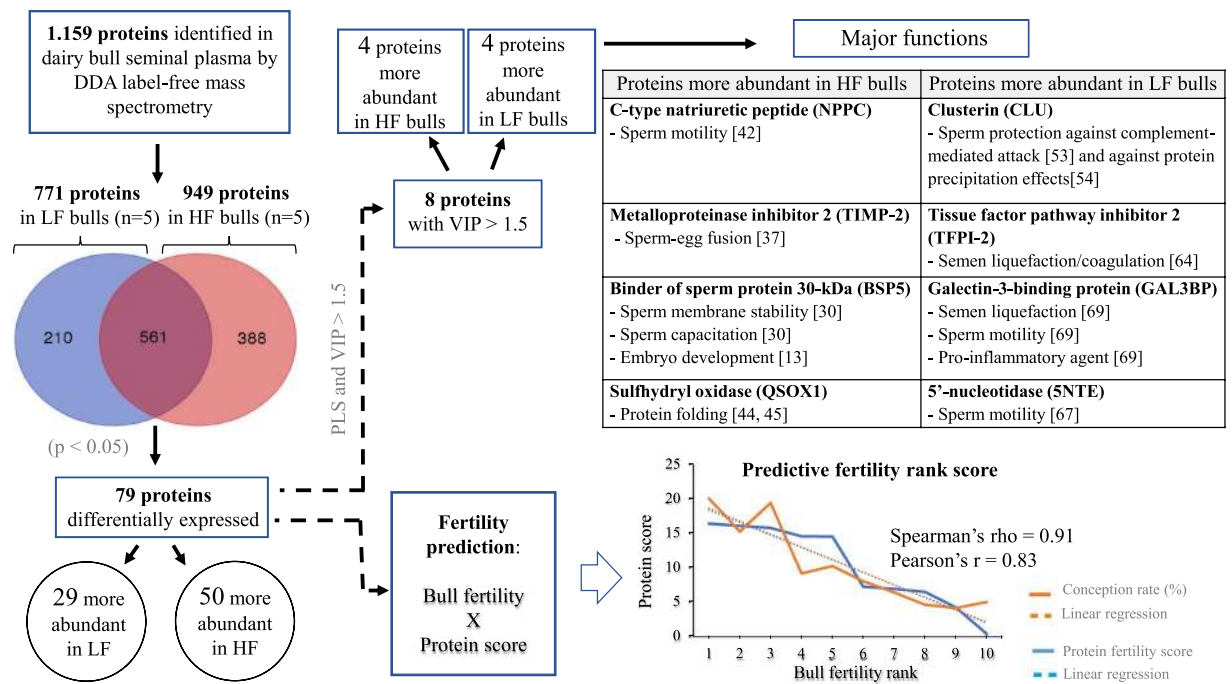 1.159 proteins identified in
dairy bull seminal plasma by
DDA label-free mass
spectrometry
771 proteins
in LF bulls (n=5)
949 proteins
in HF bulls (n=5)
210
561
388
(p < 0.05)
79 proteins
differentially expressed
29 more
abundant
in LF
50 more
abundant
in HF
PLS and VIP > 1.5
4 proteins
more
abundant
in HF bulls
4 proteins
more
abundant
in LF bulls
8 proteins
with VIP > 1.5
Major functions
Proteins more abundant in HF bulls
Proteins more abundant in LF bulls
C-type natriuretic peptide (NPPC)
- Sperm motility [42]
Clusterin (CLU)
- Sperm protection against complement-
mediated attack [53] and against protein
precipitation effects[54]
Metalloproteinase inhibitor 2 (TIMP-2)
- Sperm-egg fusion [37]
Tissue factor pathway inhibitor 2
(TFPI-2)
- Semen liquefaction/coagulation [64]
Binder of sperm protein 30-kDa (BSP5)
- Sperm membrane stability [30]
- Sperm capacitation [30]
- Embryo development [13]
Galectin-3-binding protein (GAL3BP)
- Semen liquefaction [69]
- Sperm motility [69]
- Pro-inflammatory agent [69]
Sulfhydryl oxidase (QSOX1)
- Protein folding [44, 45]
5’-nucleotidase (5NTE)
- Sperm motility [67]
Fertility
prediction:
Bull fertility
X
Protein score
Predictive fertility rank score
Protein score
25
20
15
10
5
0
Spearman’s rho = 0.91
Pearson’s r = 0.83
Conception rate (%)
Linear regression
Protein fertility score
Linear regression
1 2 3 4 5 6 7 8 9 10
Bull fertility rank